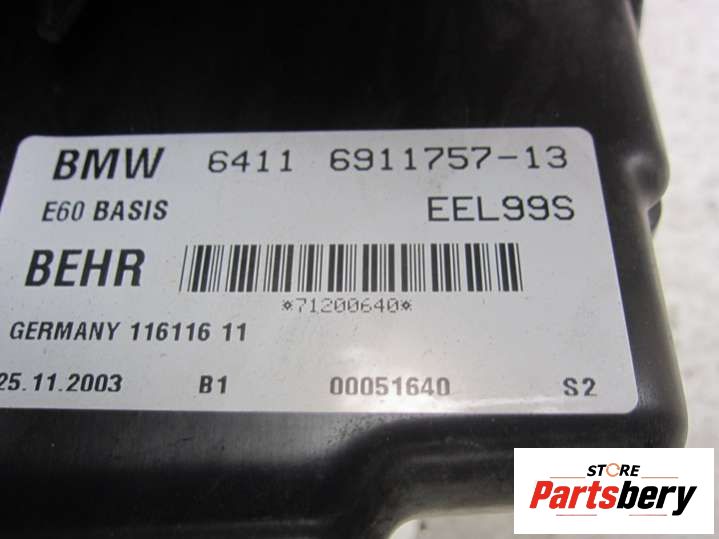 BMW 6411 6911757-13
E60 BASIS EEL99S
BEHR
*71200640*
GERMANY 116116 11
25.11.2003 B1 00051640 S2
STORE
Partsbery